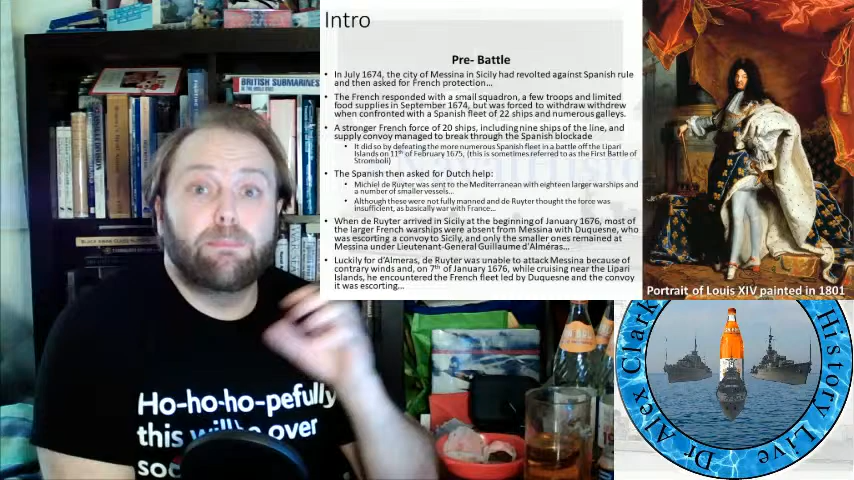 Intro
Pre- Battle
• In July 1674, the city of Messina in Sicily had revolted against Spanish rule
and then asked for French protection...
• The French responded with a small squadron, a few troops and limited
food supplies in September 1674, but was forced to withdraw withdrew
when confronted with a Spanish fleet of 22 ships and numerous galleys.
• A stronger French force of 20 ships, including nine ships of the line, and
supply convoy managed to break through the Spanish blockade
• It did so by defeating the more numerous Spanish fleet in a battle off the Lipari
Islands on 11th of February 1675, (this is sometimes referred to as the First Battle of
Stromboli)
• The Spanish then asked for Dutch help:
• Michiel de Ruyter was sent to the Mediterranean with eighteen larger warships and
a number of smaller vessels...
• Although these were not fully manned and de Ruyter thought the force was
insufficient, as basically war with France...
• When de Ruyter arrived in Sicily at the beginning of January 1676, most of
the larger French warships were absent from Messina with Duquesne, who
was escorting a convoy to Sicily, and only the smaller ones remained at
Messina under Lieutenant-General Guillaume d'Alméras...
• Luckily for d'Almeras, de Ruyter was unable to attack Messina because of
contrary winds and, on 7th of January 1676, while cruising near the Lipari
Islands, he encountered the French fleet led by Duquesne and the convoy
it was escorting...
Portrait of Louis XIV painted in 1801
Dr Alex Clark
History Live
BRITISH SUBMARINES
Ho-ho-ho-pefully
this will be over